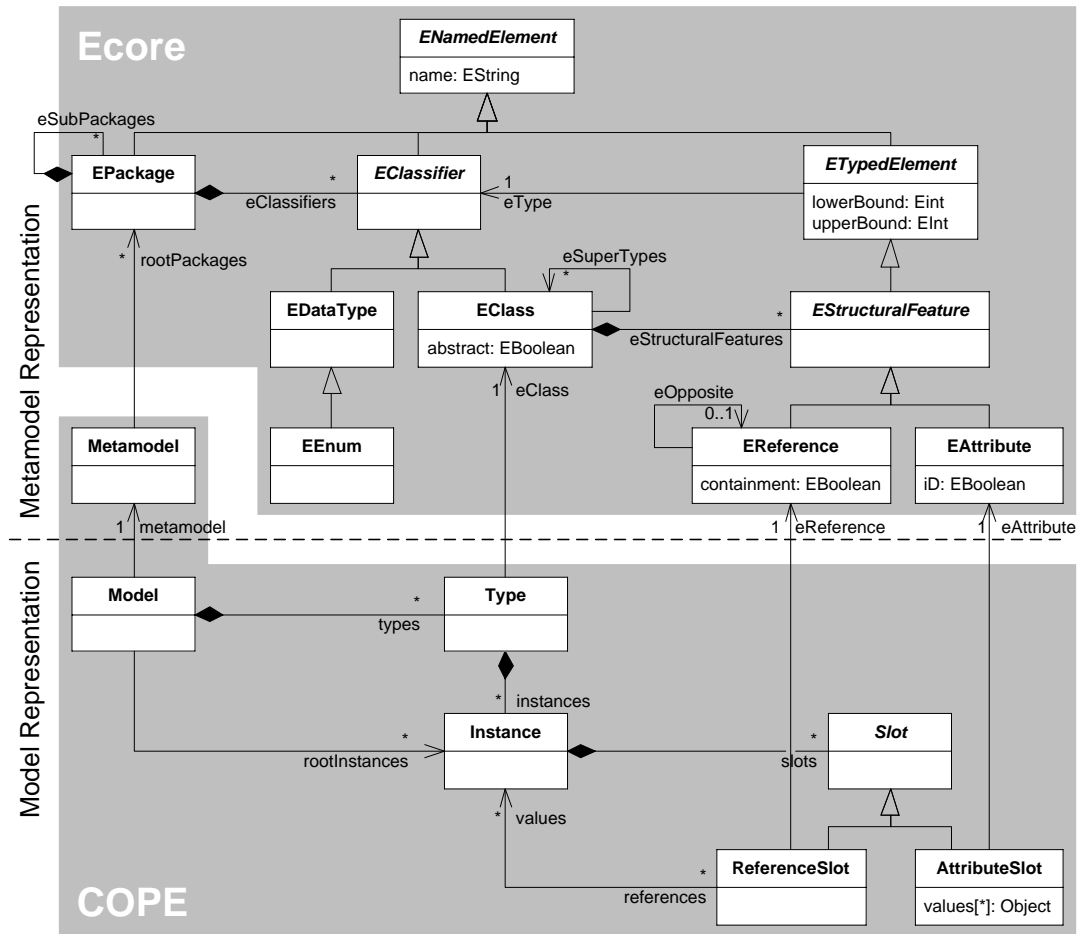 Ecore
ENamedElement
name: EString
eSubPackages
*
EPackage
*
eClassifiers
EClassifier
1
eType
ETypedElement
lowerBound: Eint
upperBound: EInt
Metamodel Representation
* rootPackages
eSuperTypes
*
EDataType
EClass
abstract: EBoolean
*
eStructuralFeatures
EStructuralFeature
1 eClass
eOpposite
0..1
Metamodel
EEnum
EReference
containment: EBoolean
EAttribute
iD: EBoolean
1 metamodel
1 eReference
1 eAttribute
Model Representation
Model
*
types
Type
* instances
*
rootInstances
Instance
*
slots
Slot
* values
*
references
ReferenceSlot
AttributeSlot
values[*]: Object
COPE